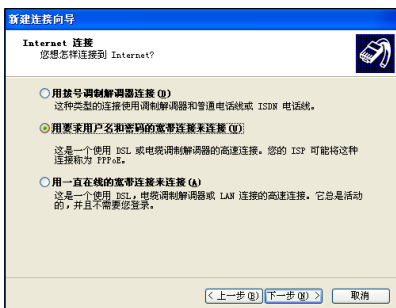 新建连接向导
Internet 连接
您想怎样连接到 Internet?
用拨号调制解调器连接(D)
这种类型的连接使用调制解调器和普通电话线或 ISDN 电话线。
用要求用户名和密码的宽带连接来连接(U)
这是一个使用 DSL 或电缆调制解调器的高速连接。您的 ISP 可能将这种
连接称为 PPPoE。
用一直在线的宽带连接来连接(A)
这是一个使用 DSL，电缆调制解调器或 LAN 连接的高速连接。它总是活动
的，并且不需要您登录。
<上一步(B) 下一步(N)> 取消